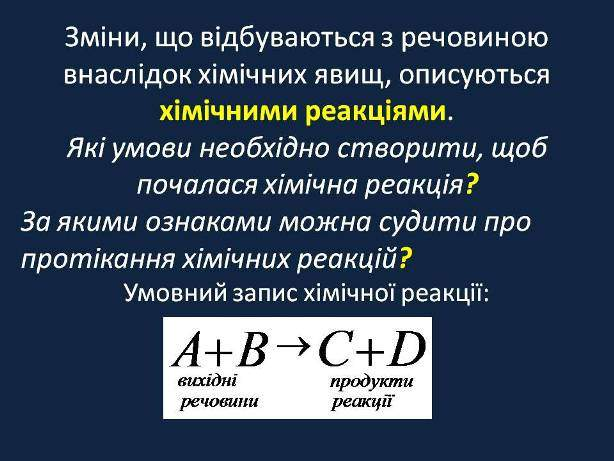 Зміни, що відбуваються з речовиною
внаслідок хімічних явищ, описуються
хімічними реакціями.
Які умови необхідно створити, щоб
почалася хімічна реакція?
За якими ознаками можна судити про
протікання хімічних реакцій?
Умовний запис хімічної реакції:
A+B→C+D
вихідні продукти
речовини реакції